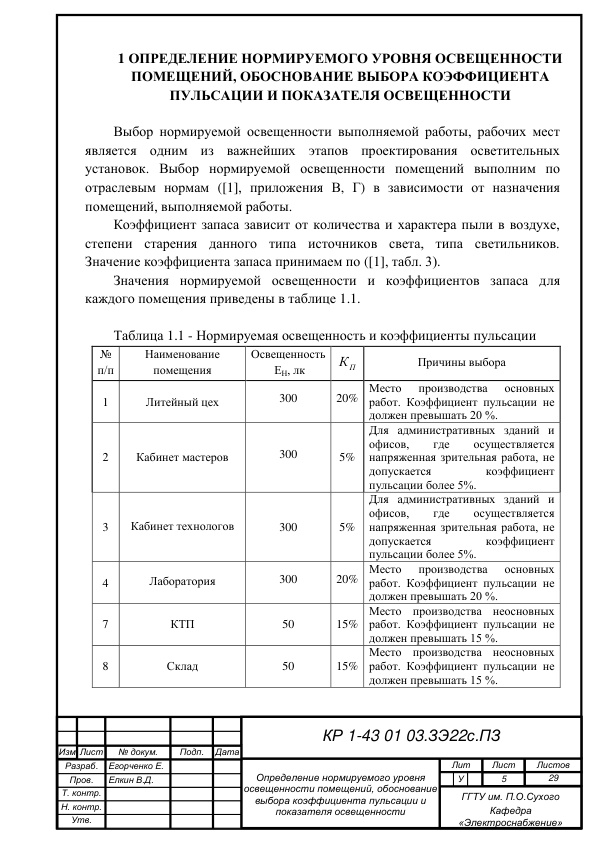 1 ОПРЕДЕЛЕНИЕ НОРМИРУЕМОГО УРОВНЯ ОСВЕЩЕННОСТИ
ПОМЕЩЕНИЙ, ОБОСНОВАНИЕ ВЫБОРА КОЭФФИЦИЕНТА
ПУЛЬСАЦИИ И ПОКАЗАТЕЛЯ ОСВЕЩЕННОСТИ
Выбор нормируемой освещенности выполняемой работы, рабочих мест
является одним из важнейших этапов проектирования осветительных
установок. Выбор нормируемой освещенности помещений выполним по
отраслевым нормам ([1], приложения В, Г) в зависимости от назначения
помещений, выполняемой работы.
Коэффициент запаса зависит от количества и характера пыли в воздухе,
степени старения данного типа источников света, типа светильников.
Значение коэффициента запаса принимаем по ([1], табл. 3).
Значения нормируемой освещенности и коэффициентов запаса для
каждого помещения приведены в таблице 1.1.
Таблица 1.1 - Нормируемая освещенность и коэффициенты пульсации
№ п/п | Наименование помещения | Освещенность Ен, лк | К П | Причины выбора
1 Литейный цех 300 20%
Место производства основных
работ. Коэффициент пульсации не
должен превышать 20 %.
2 Кабинет мастеров 300 5%
Для административных зданий и
офисов, где осуществляется
напряженная зрительная работа, не
допускается коэффициент
пульсации более 5%.
3 Кабинет технологов 300 5%
Для административных зданий и
офисов, где осуществляется
напряженная зрительная работа, не
допускается коэффициент
пульсации более 5%.
4 Лаборатория 300 20%
Место производства основных
работ. Коэффициент пульсации не
должен превышать 20 %.
7 КТП 50 15%
Место производства неосновных
работ. Коэффициент пульсации не
должен превышать 15 %.
8 Склад 50 15%
Место производства неосновных
работ. Коэффициент пульсации не
должен превышать 15 %.
КР 1-43 01 03.3Э22с.ПЗ
Изм Лист № докум. Подп. Дата
Разраб. Егорченко Е.
Пров. Елкин В.Д.
Т. контр.
Н. контр.
Утв.
Определение нормируемого уровня
освещенности помещений, обоснование
выбора коэффициента пульсации и
показателя освещенности
Лит Лист Листов
У 5 29
ГГТУ им. П.О.Сухого
Кафедра
«Электроснабжение»